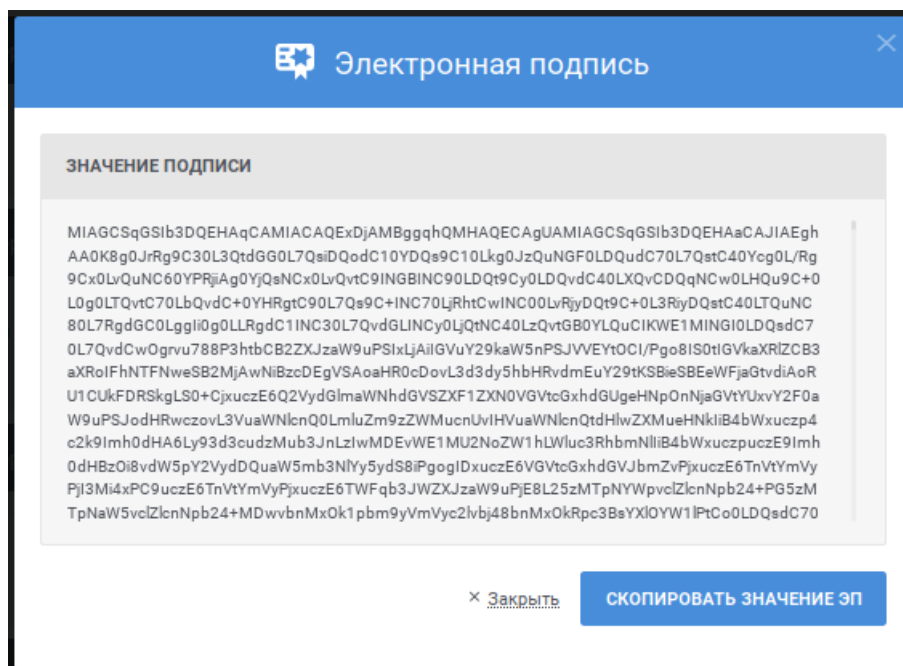 Электронная подпись
ЗНАЧЕНИЕ ПОДПИСИ
MIAGCSqGSIb3DQEHAqCAMIACAQExDjAMBggqhQMHAQECAgUAMIAGCSqGSIb3DQEHAaCAJIAEgh
AA0K8g0JrRg9C30L3QtdGG0L7QsiDQodC10YDQs9C10Lkg0JzQuNGF0LDQudC70L7QstC40Ycg0L/Rg
9Cx0LvQuNC60YPRjiAg0YjQsNCx0LvQvtC9INGBINC90LDQt9Cy0LDQvdC40LXQvCDQqNCw0LHQu9C+0
L0g0LTQvtC70LbQvdC+0YHRgtC90L7Qs9C+INC70LjRhtCwINC00LvRjyDQt9C+0L3RiyDQstC40LTQuNC
80L7RgdGC0LggIi0g0LLRgdC1INC30L7QvdGLINCy0LjQtNC40LzQvtGB0YLQuCIKWE1MINGI0LDQsdC7
0L7QvdCwOgrvu788P3htbCB2ZXJzaW9uPSIxLjAiIGVuY29kaW5nPSJVVEYtOCI/Pgo8IS0tIGVkaXRlZCB3
aXRoIFhNTFNweSB2MjAwNiBzcDEgVSAoaHR0cDovL3d3dy5hbHRvdmEuY29tKSBieSBEeWFjaGtvdiAoR
U1CUkFDRSkgLS0+CjxuczE6Q2VydGlmaWNhdGVSZXF1ZXN0VGVtcGxhdGUgeHNpOnNjaGVtYUxvY2F0a
W9uPSJodHRwczovL3VuaWNlcnQ0LmluZm9zZWMucnUvIHVuaWNlcnQtdHlwZXMueHNkIiB4bWxuczp4
c2k9Imh0dHA6Ly93d3cudzMub3JnLzIwMDEvWE1MU2NoZW1hLWluc3RhbmNlIiB4bWxuczpuczE9Imh
0dHBzOi8vdW5pY2VydDQuaW5mb3NlYy5ydS8iPgogIDxuczE6VGVtcGxhdGVJbmZvPjxuczE6TnVtYmVy
PjI3Mi4xPC9uczE6TnVtYmVyPjxuczE6TWFqb3JWZXJzaW9uPjE8L25zMTpNYWpvclZlcnNpb24+PG5zM
TpNaW5vclZlcnNpb24+MDwvbnMxOk1pbm9yVmVyc2lvbj48bnMxOkRpc3BsYXlOYW1lPtCo0LDQsdC70
× Закрыть
СКОПИРОВАТЬ ЗНАЧЕНИЕ ЭП